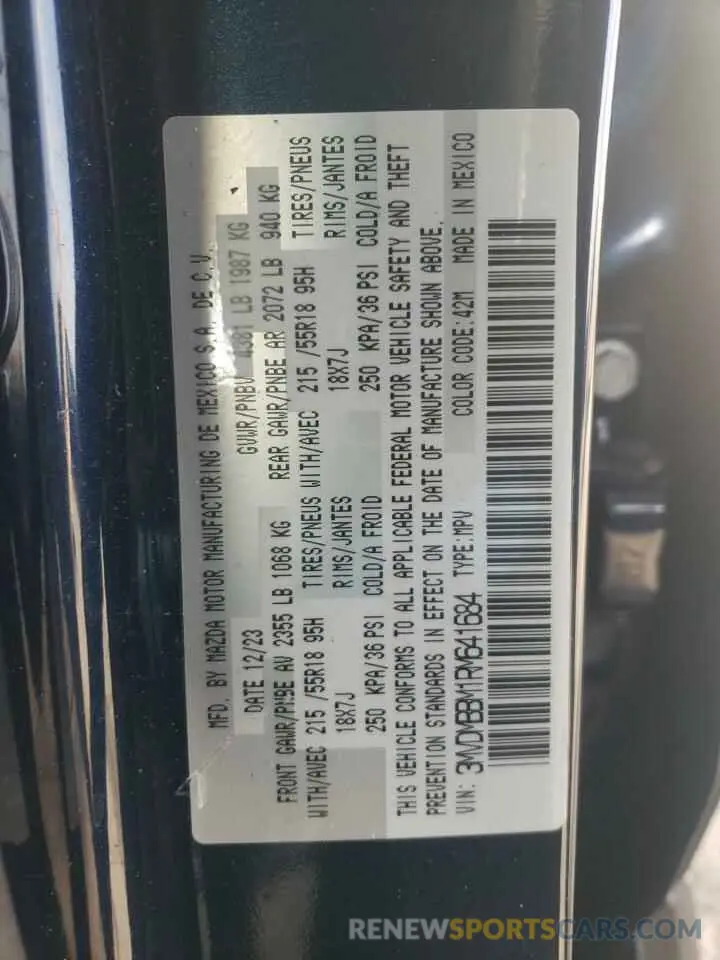 MFD. BY MAZDA MOTOR MANUFACTURING DE MEXICO S.A. DE C.V.
DATE 12/23 GVWR/PNBV 4381 LB 1987 KG
FRONT GAWR/PNBE AV 2355 LB 1068 KG REAR GAWR/PNBE AR 2072 LB 940 KG
WITH/AVEC 215 /55R18 95H TIRES/PNEUS WITH/AVEC 215 /55R18 95H TIRES/PNEUS
18X7J RIMS/JANTES 18X7J RIMS/JANTES
250 KPA/36 PSI COLD/A FROID 250 KPA/36 PSI COLD/A FROID
THIS VEHICLE CONFORMS TO ALL APPLICABLE FEDERAL MOTOR VEHICLE SAFETY AND THEFT
PREVENTION STANDARDS IN EFFECT ON THE DATE OF MANUFACTURE SHOWN ABOVE.
VIN: 3MVDMBBM1RM641684 TYPE:MPV COLOR CODE:42M MADE IN MEXICO
RENEWSPORTSCARS.COM